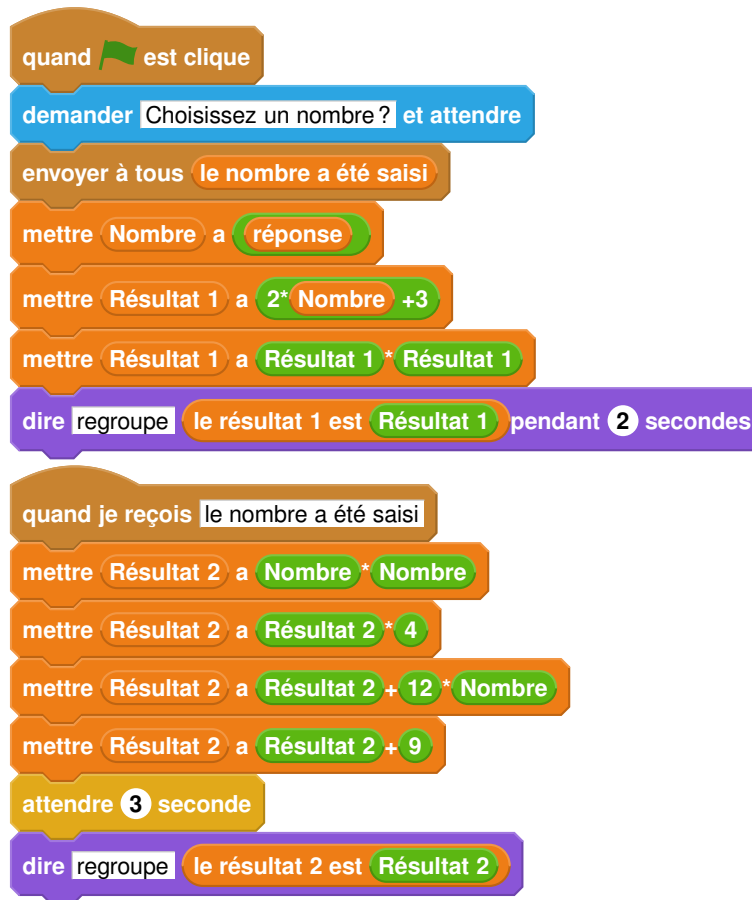 quand est clique
demander Choisissez un nombre ? et attendre
envoyer à tous le nombre a été saisi
mettre Nombre a réponse
mettre Résultat 1 a 2* Nombre +3
mettre Résultat 1 a Résultat 1 * Résultat 1
dire regroupe le résultat 1 est Résultat 1 pendant 2 secondes
quand je reçois le nombre a été saisi
mettre Résultat 2 a Nombre * Nombre
mettre Résultat 2 a Résultat 2 * 4
mettre Résultat 2 a Résultat 2 + 12 * Nombre
mettre Résultat 2 a Résultat 2 + 9
attendre 3 seconde
dire regroupe le résultat 2 est Résultat 2